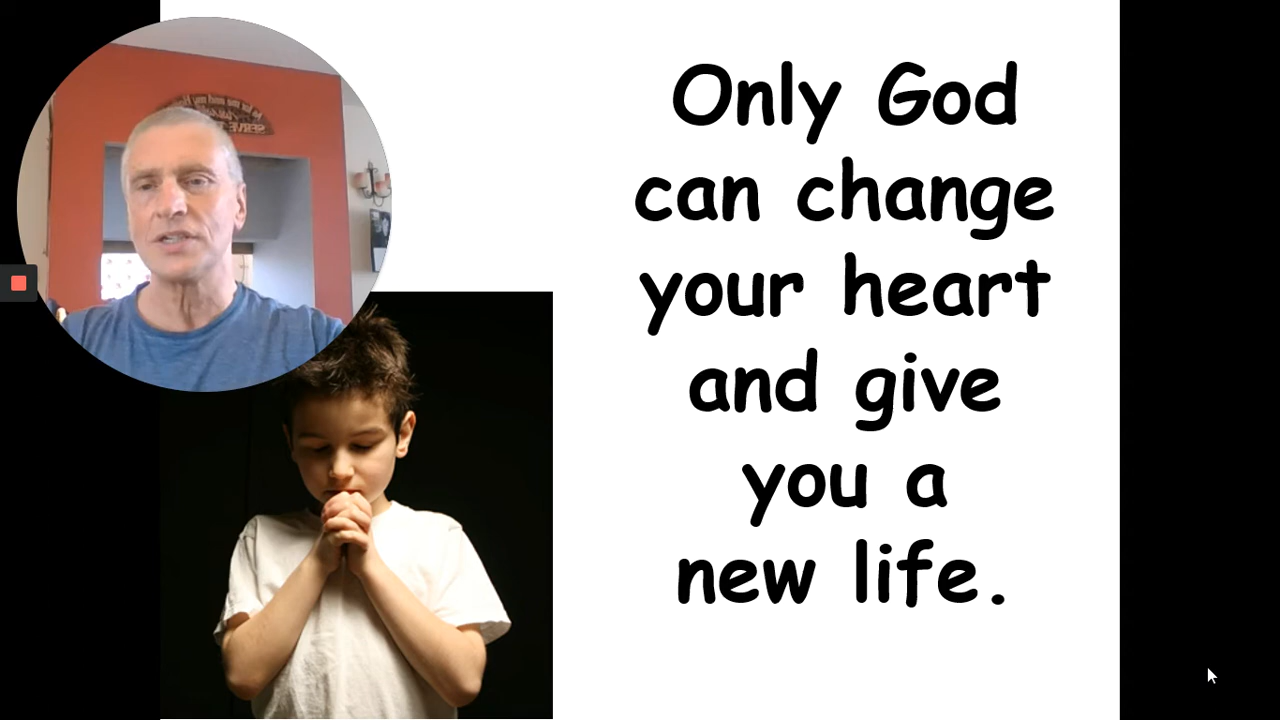 Only God
can change
your heart
and give
you a
new life.